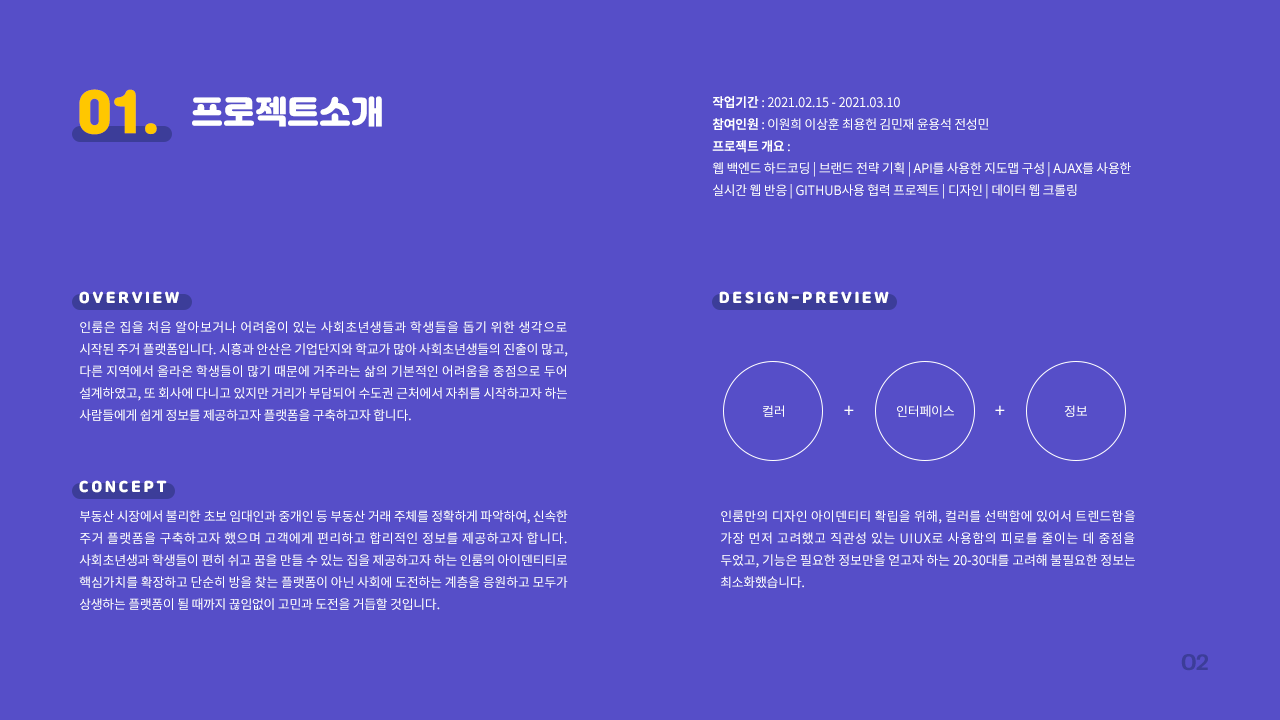 01. 프로젝트소개
작업기간 : 2021.02.15 - 2021.03.10
참여인원 : 이원희 이상훈 최용헌 김민재 윤용석 전성민
프로젝트 개요 :
웹 백엔드 하드코딩 | 브랜드 전략 기획 | API를 사용한 지도맵 구성 | AJAX를 사용한
실시간 웹 반응 | GITHUB사용 협력 프로젝트 | 디자인 | 데이터 웹 크롤링
OVERVIEW
인룸은 집을 처음 알아보거나 어려움이 있는 사회초년생들과 학생들을 돕기 위한 생각으로
시작된 주거 플랫폼입니다. 시흥과 안산은 기업단지와 학교가 많아 사회초년생들의 진출이 많고,
다른 지역에서 올라온 학생들이 많기 때문에 거주라는 삶의 기본적인 어려움을 중점으로 두어
설계하였고, 또 회사에 다니고 있지만 거리가 부담되어 수도권 근처에서 자취를 시작하고자 하는
사람들에게 쉽게 정보를 제공하고자 플랫폼을 구축하고자 합니다.
CONCEPT
부동산 시장에서 불리한 초보 임대인과 중개인 등 부동산 거래 주체를 정확하게 파악하여, 신속한
주거 플랫폼을 구축하고자 했으며 고객에게 편리하고 합리적인 정보를 제공하고자 합니다.
사회초년생과 학생들이 편히 쉬고 꿈을 만들 수 있는 집을 제공하고자 하는 인룸의 아이덴티티로
핵심가치를 확장하고 단순히 방을 찾는 플랫폼이 아닌 사회에 도전하는 계층을 응원하고 모두가
상생하는 플랫폼이 될 때까지 끊임없이 고민과 도전을 거듭할 것입니다.
DESIGN-PREVIEW
컬러 + 인터페이스 + 정보
인룸만의 디자인 아이덴티티 확립을 위해, 컬러를 선택함에 있어서 트렌드함을
가장 먼저 고려했고 직관성 있는 UIUX로 사용함의 피로를 줄이는 데 중점을
두었고, 기능은 필요한 정보만을 얻고자 하는 20-30대를 고려해 불필요한 정보는
최소화했습니다.
02